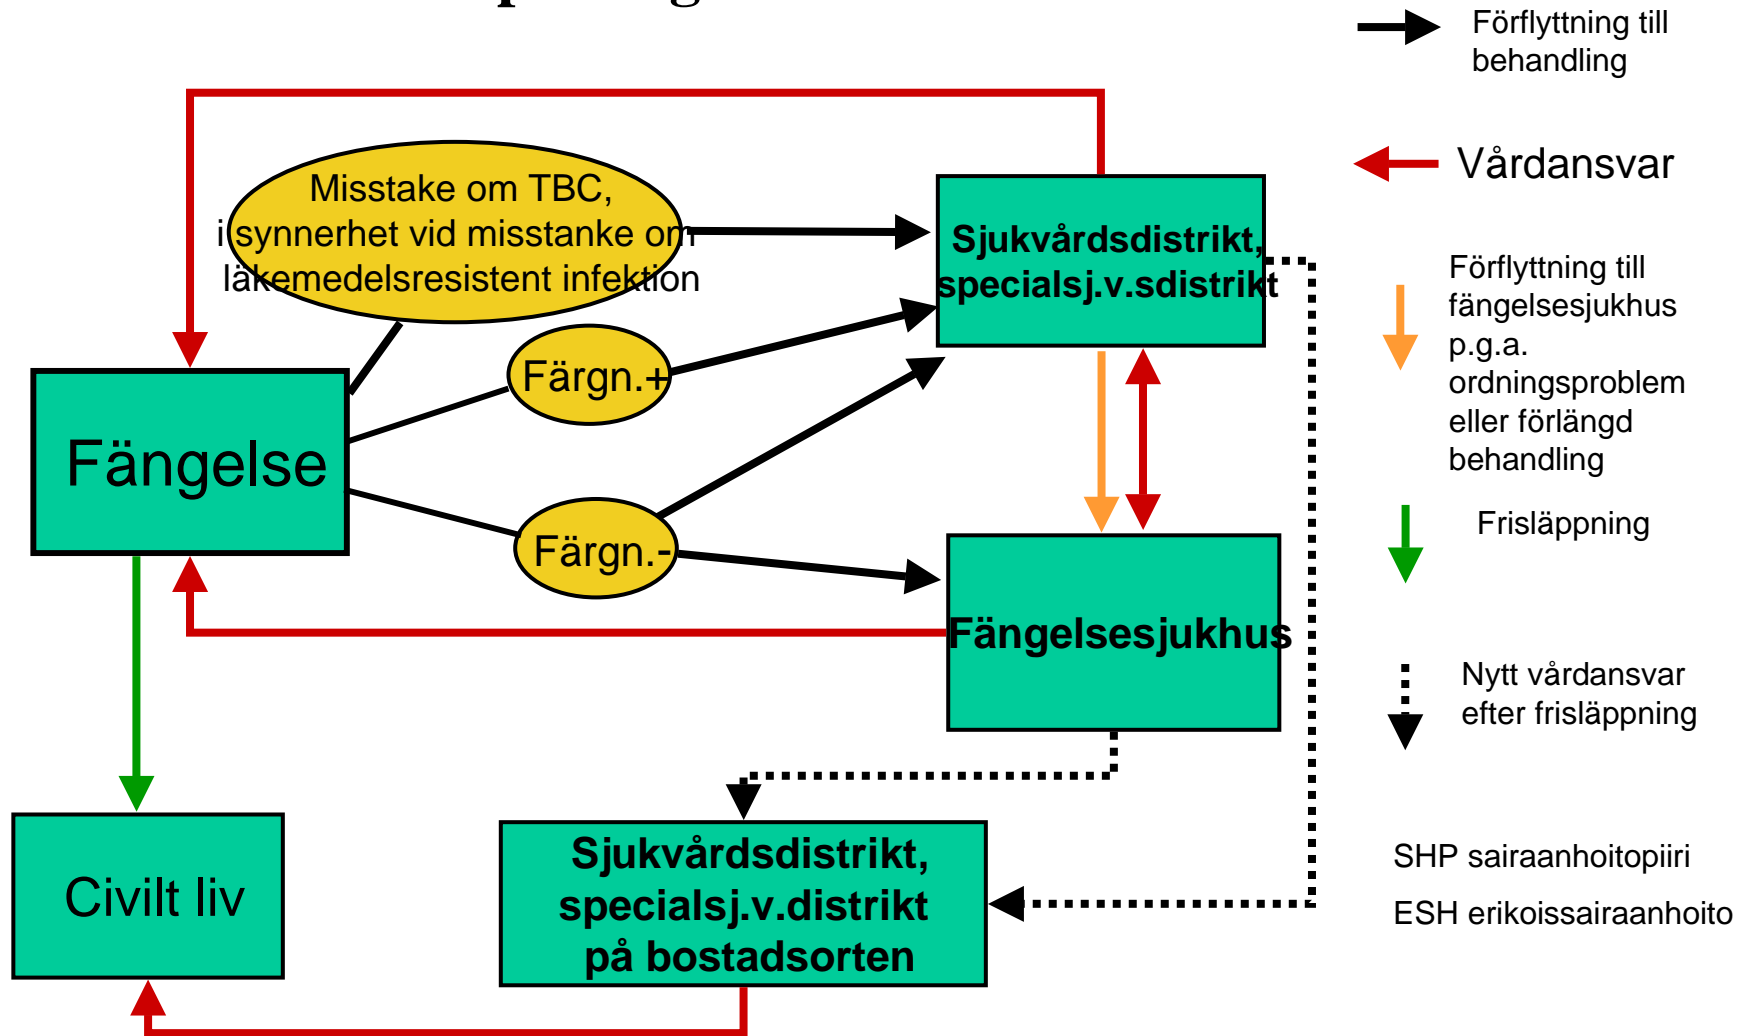 Förflyttning till
behandling
Vårdansvar
Misstake om TBC,
i synnerhet vid misstanke om
läkemedelsresistent infektion
Sjukvårdsdistrikt,
specialsj.v.sdistrikt
Förflyttning till
fängelsesjukhus
p.g.a.
ordningsproblem
eller förlängd
behandling
Färgn.+
Fängelse
Färgn.-
Frisläppning
Fängelsesjukhus
Nytt vårdansvar
efter frisläppning
Civilt liv
Sjukvårdsdistrikt,
specialsj.v.distrikt
på bostadsorten
SHP sairaanhoitopiiri
ESH erikoissairaanhoito